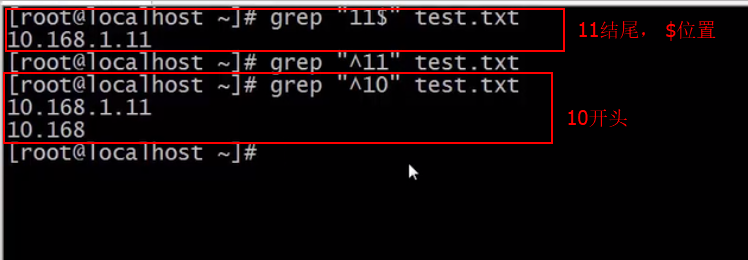 [root@localhost ~]# grep "11$" test.txt
11结尾, $位置
10.168.1.11
[root@localhost ~]# grep "^11" test.txt
[root@localhost ~]# grep "^10" test.txt
10.168.1.11
10开头
10.168
[root@localhost ~]#